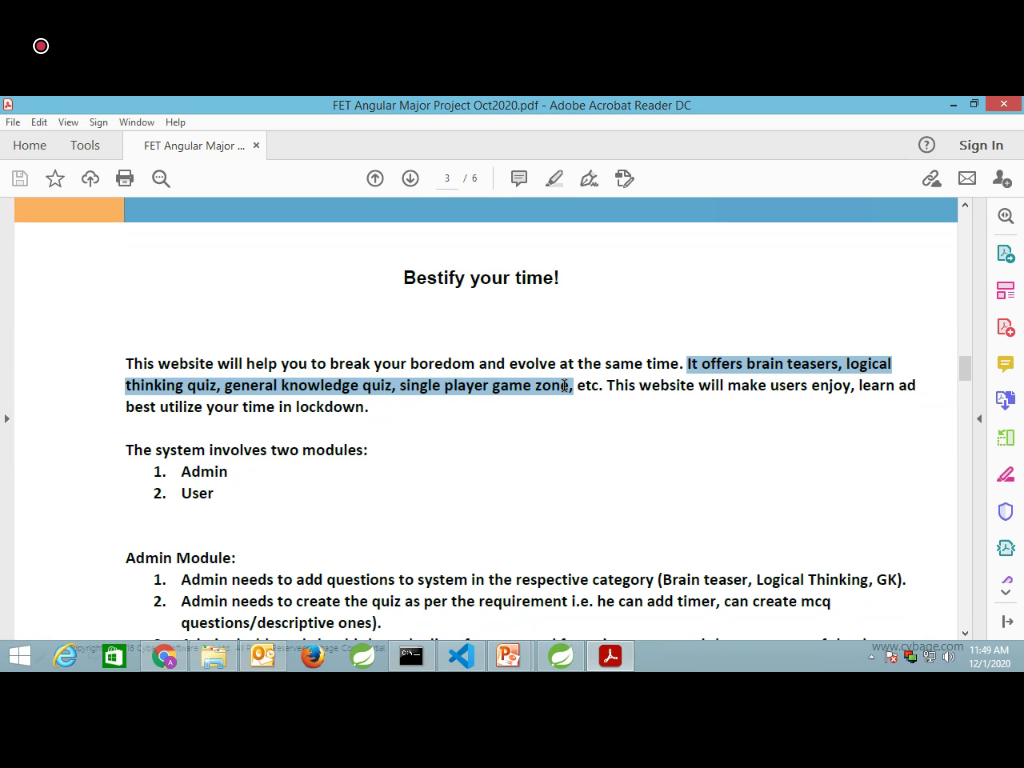 FET Angular Major Project Oct2020.pdf - Adobe Acrobat Reader DC
File Edit View Sign Window Help
Home Tools FET Angular Major ... × Sign In
3 / 6
Bestify your time!
This website will help you to break your boredom and evolve at the same time. It offers brain teasers, logical
thinking quiz, general knowledge quiz, single player game zone, etc. This website will make users enjoy, learn ad
best utilize your time in lockdown.
The system involves two modules:
1. Admin
2. User
Admin Module:
1. Admin needs to add questions to system in the respective category (Brain teaser, Logical Thinking, GK).
2. Admin needs to create the quiz as per the requirement i.e. he can add timer, can create mcq
questions/descriptive ones).
www.cybage.com
11:49 AM
12/1/2020